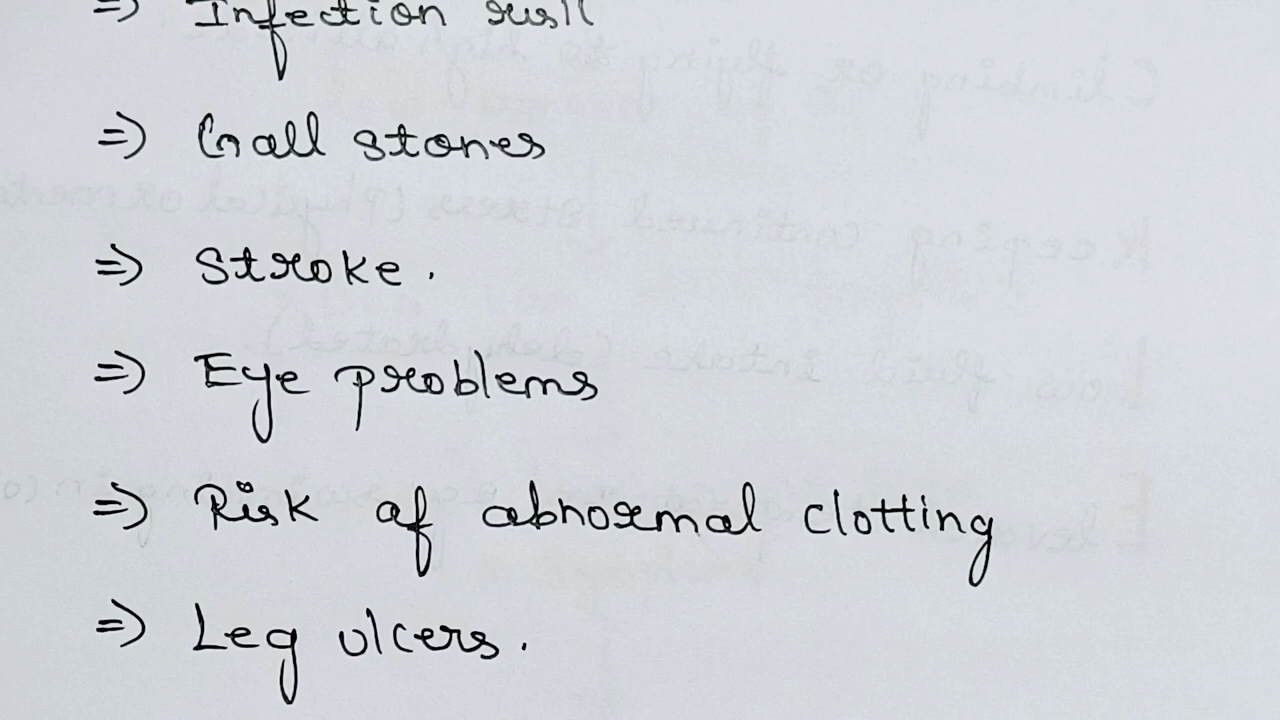 => Infection risk
=> Gall stones
=> Stroke.
=> Eye problems
=> Risk of abnormal clotting
=> Leg ulcers.